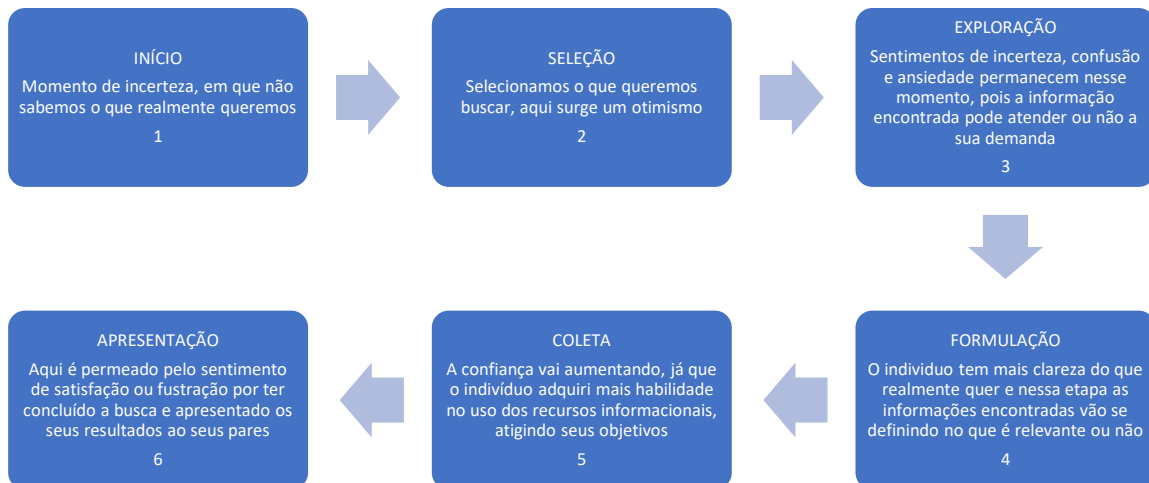 INÍCIO
Momento de incerteza, em que não
sabemos o que realmente queremos
1
SELEÇÃO
Selecionamos o que queremos
buscar, aqui surge um otimismo
2
EXPLORAÇÃO
Sentimentos de incerteza, confusão
e ansiedade permanecem nesse
momento, pois a informação
encontrada pode atender ou não a
sua demanda
3
FORMULAÇÃO
O individuo tem mais clareza do que
realmente quer e nessa etapa as
informações encontradas vão se
definindo no que é relevante ou não
4
COLETA
A confiança vai aumentando, já que
o indivíduo adquiri mais habilidade
no uso dos recursos informacionais,
atigindo seus objetivos
5
APRESENTAÇÃO
Aqui é permeado pelo sentimento
de satisfação ou fustração por ter
concluído a busca e apresentado os
seus resultados ao seus pares
6